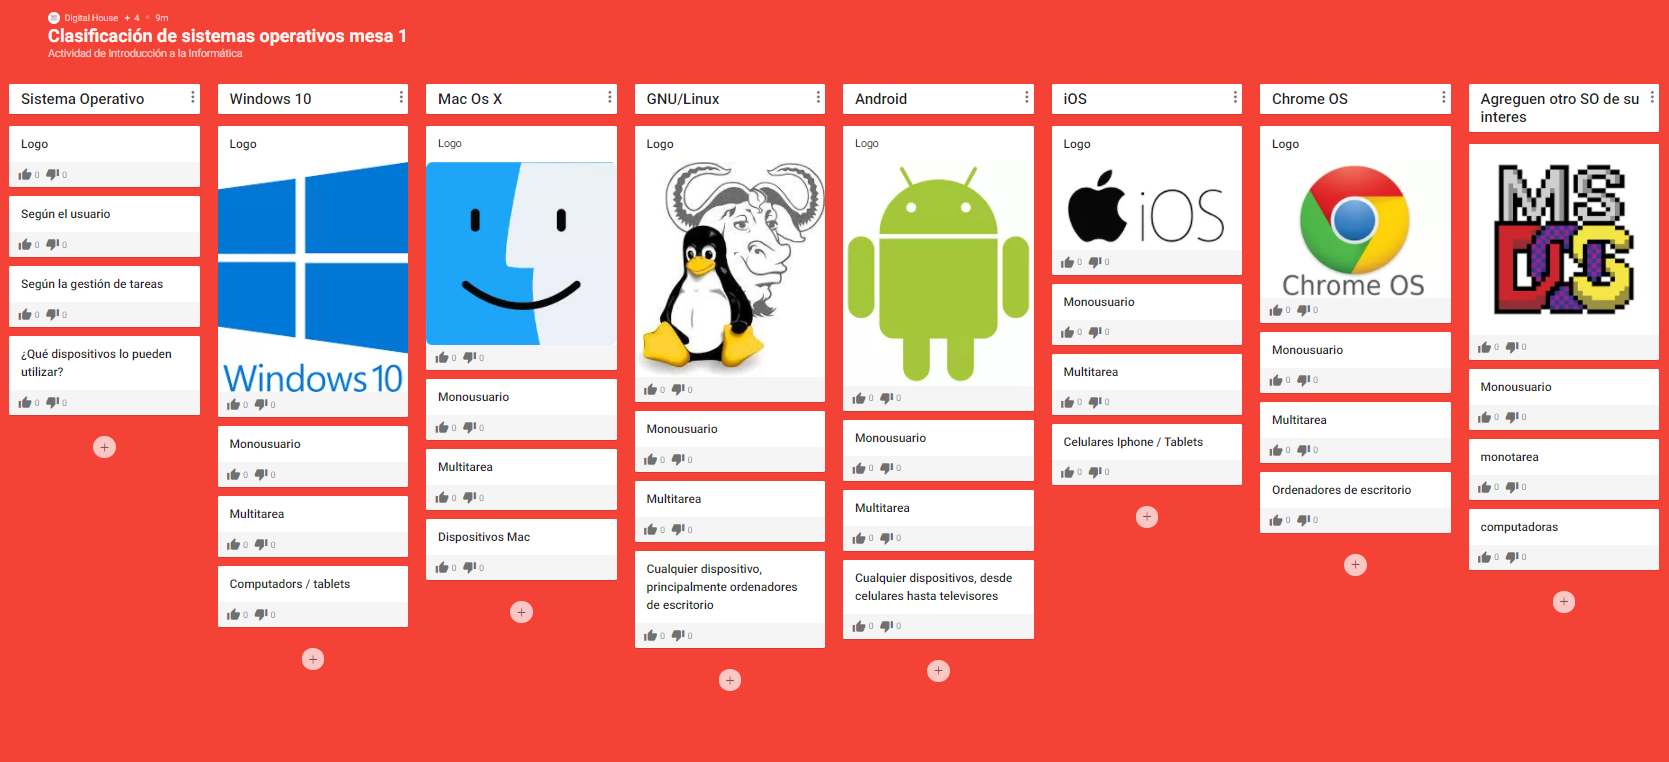 Digital House + 4 • 9m
Clasificación de sistemas operativos mesa 1
Actividad de Introducción a la Informática
Sistema Operativo
Logo
0 0
Según el usuario
0 0
Según la gestión de tareas
0 0
¿Qué dispositivos lo pueden
utilizar?
0 0
+
Windows 10
Logo
Windows 10
0 0
Monousuario
0 0
Multitarea
0 0
Computadors / tablets
0 0
+
Mac Os X
Logo
0 0
Monousuario
0 0
Multitarea
0 0
Dispositivos Mac
0 0
+
GNU/Linux
Logo
0 0
Monousuario
0 0
Multitarea
0 0
Cualquier dispositivo,
principalmente ordenadores
de escritorio
0 0
+
Android
Logo
0 0
Monousuario
0 0
Multitarea
0 0
Cualquier dispositivos, desde
celulares hasta televisores
0 0
+
iOS
Logo
iOS
0 0
Monousuario
0 0
Multitarea
0 0
Celulares Iphone / Tablets
0 0
+
Chrome OS
Logo
Chrome OS
0 0
Monousuario
0 0
Multitarea
0 0
Ordenadores de escritorio
0 0
+
Agreguen otro SO de su
interes
MS
DOS
0 0
Monousuario
0 0
monotarea
0 0
computadoras
0 0
+